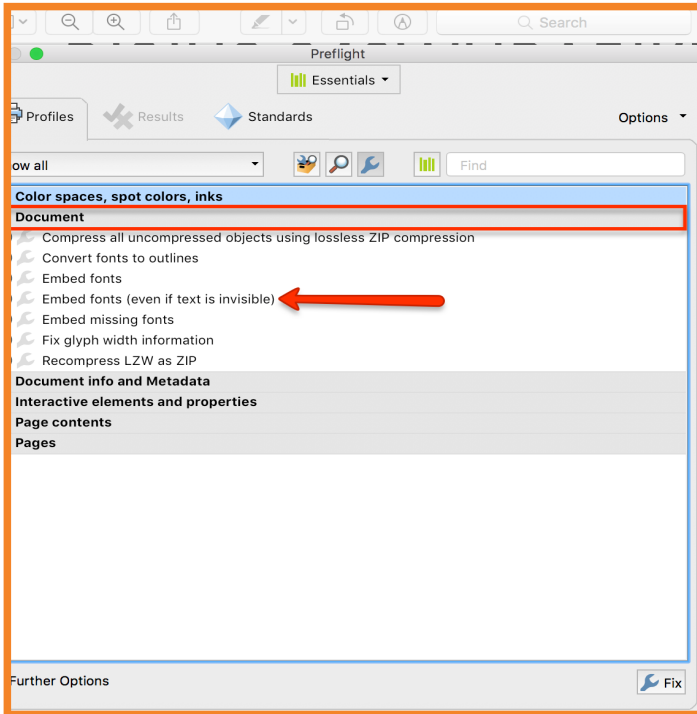 Search
Preflight
Essentials
Profiles
Results
Standards
Options
ow all
Find
Color spaces, spot colors, inks
Document
Compress all uncompressed objects using lossless ZIP compression
Convert fonts to outlines
Embed fonts
Embed fonts (even if text is invisible)
Embed missing fonts
Fix glyph width information
Recompress LZW as ZIP
Document info and Metadata
Interactive elements and properties
Page contents
Pages
Further Options
Fix